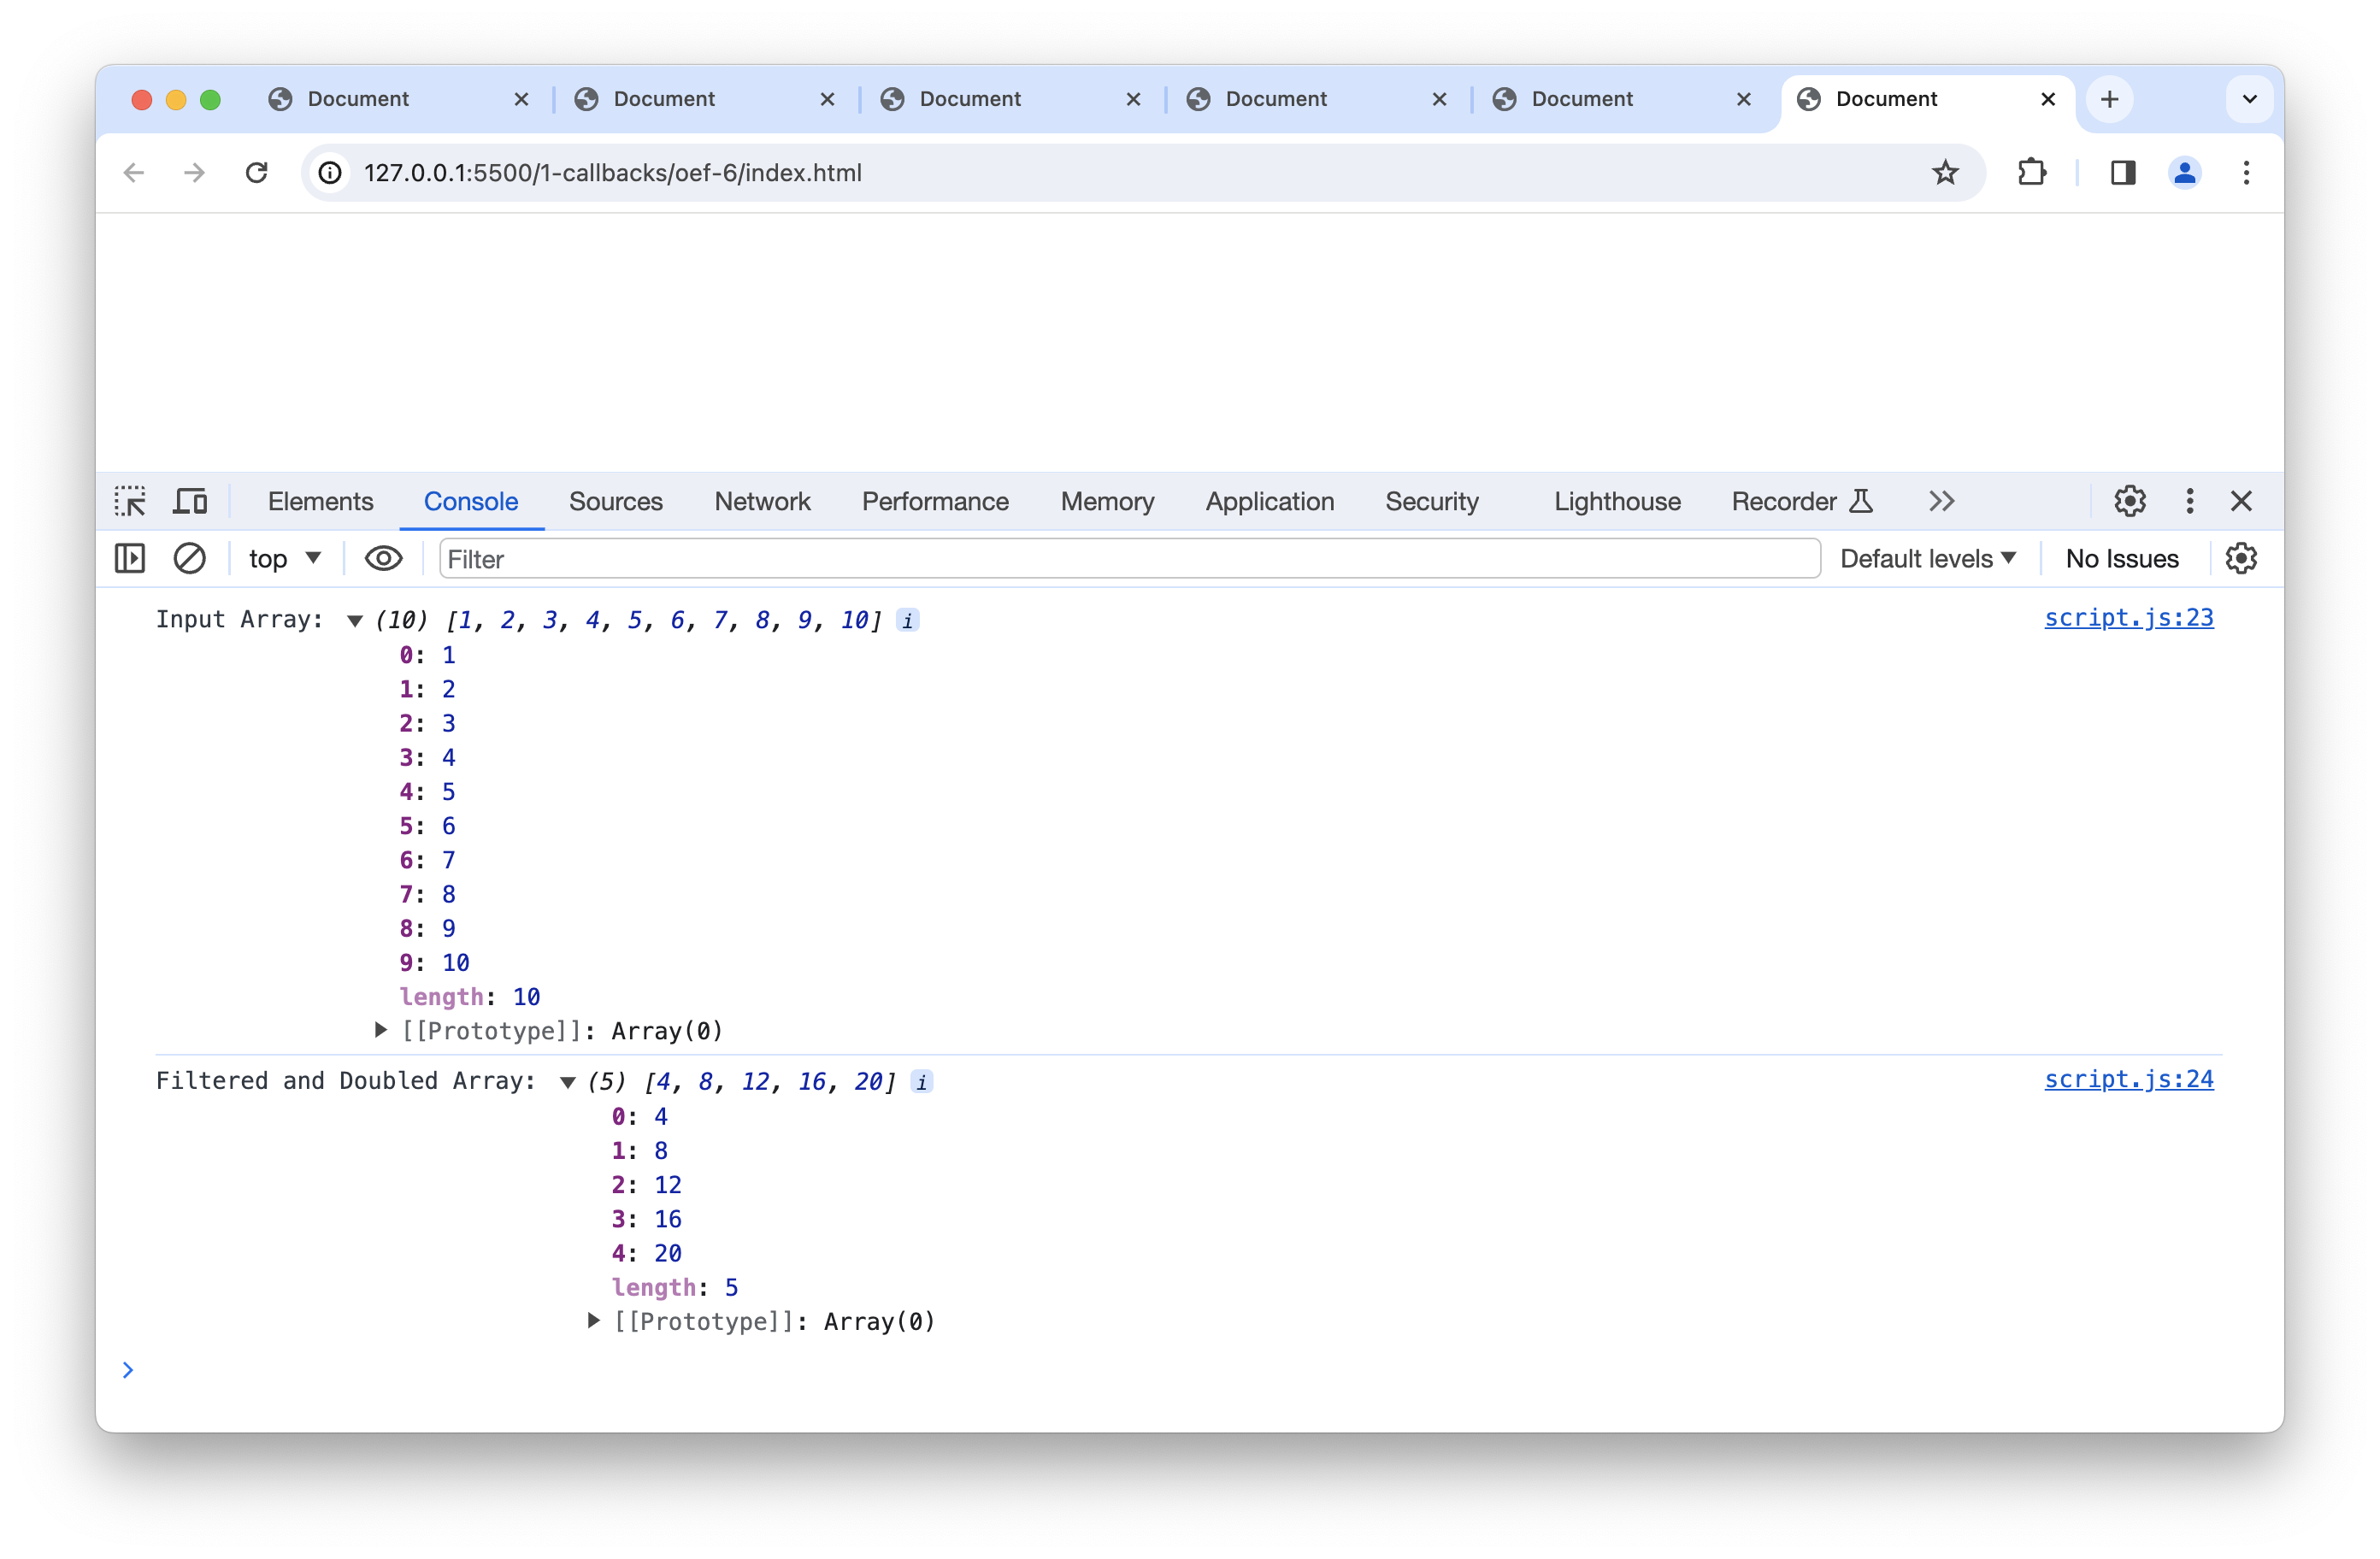 Document Document Document Document Document Document
127.0.0.1:5500/1-callbacks/oef-6/index.html
Elements Console Sources Network Performance Memory Application Security Lighthouse Recorder
top Filter Default levels No Issues
Input Array: (10) [1, 2, 3, 4, 5, 6, 7, 8, 9, 10] i script.js:23
0: 1
1: 2
2: 3
3: 4
4: 5
5: 6
6: 7
7: 8
8: 9
9: 10
length: 10
[[Prototype]]: Array(0)
Filtered and Doubled Array: (5) [4, 8, 12, 16, 20] i script.js:24
0: 4
1: 8
2: 12
3: 16
4: 20
length: 5
[[Prototype]]: Array(0)